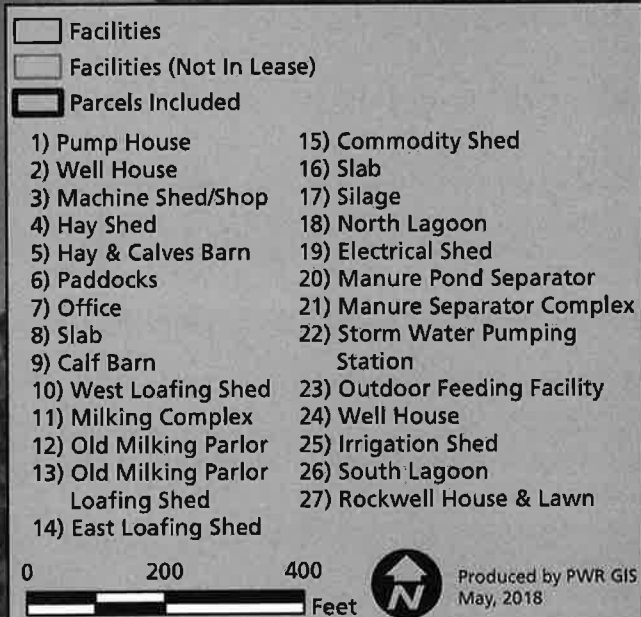 Facilities
Facilities (Not In Lease)
Parcels Included
1) Pump House
2) Well House
3) Machine Shed/Shop
4) Hay Shed
5) Hay & Calves Barn
6) Paddocks
7) Office
8) Slab
9) Calf Barn
10) West Loafing Shed
11) Milking Complex
12) Old Milking Parlor
13) Old Milking Parlor
Loafing Shed
14) East Loafing Shed
15) Commodity Shed
16) Slab
17) Silage
18) North Lagoon
19) Electrical Shed
20) Manure Pond Separator
21) Manure Separator Complex
22) Storm Water Pumping
Station
23) Outdoor Feeding Facility
24) Well House
25) Irrigation Shed
26) South Lagoon
27) Rockwell House & Lawn
0 200 400
Feet
N
Produced by PWR GIS
May, 2018